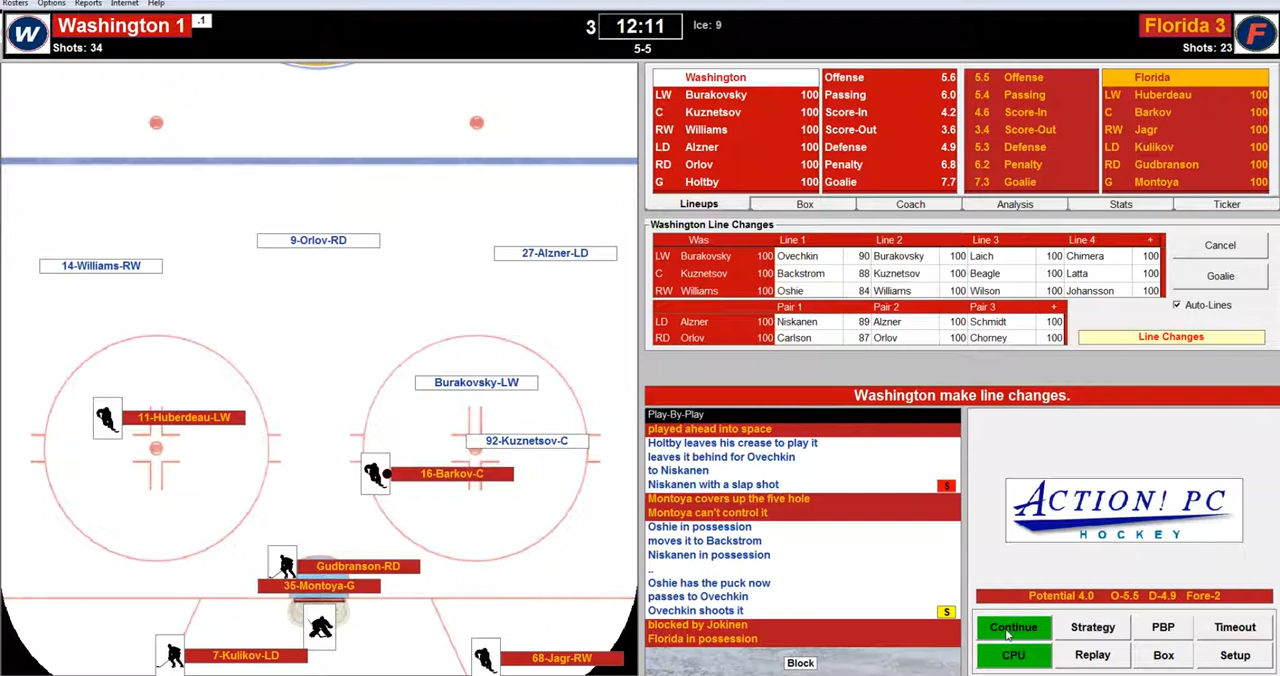 Rosters Options Reports Internet Help
W Washington 1 .1 3 12:11 Ice: 9 Florida 3 F
Shots: 34 5-5 Shots: 23
Washington Offense 5.6 5.5 Offense Florida
LW Burakovsky 100 Passing 6.0 5.4 Passing LW Huberdeau 100
C Kuznetsov 100 Score-In 4.2 4.6 Score-In C Barkov 100
RW Williams 100 Score-Out 3.6 3.4 Score-Out RW Jagr 100
LD Alzner 100 Defense 4.9 5.3 Defense LD Kulikov 100
RD Orlov 100 Penalty 6.8 6.2 Penalty RD Gudbranson 100
G Holtby 100 Goalie 7.7 7.3 Goalie G Montoya 100
Lineups Box Coach Analysis Stats Ticker
Washington Line Changes
Was Line 1 Line 2 Line 3 Line 4 +
LW Burakovsky 100 Ovechkin 90 Burakovsky 100 Laich 100 Chimera 100
C Kuznetsov 100 Backstrom 88 Kuznetsov 100 Beagle 100 Latta 100
RW Williams 100 Oshie 84 Williams 100 Wilson 100 Johansson 100
Pair 1 Pair 2 Pair 3 +
LD Alzner 100 Niskanen 89 Alzner 100 Schmidt 100
RD Orlov 100 Carlson 87 Orlov 100 Chorney 100
Cancel
Goalie
Auto-Lines
Line Changes
9-Orlov-RD
27-Alzner-LD
14-Williams-RW
Burakovsky-LW
11-Huberdeau-LW
92-Kuznetsov-C
16-Barkov-C
Gudbranson-RD
35-Montoya-G
7-Kulikov-LD
68-Jagr-RW
Washington make line changes.
Play-By-Play
played ahead into space
Holtby leaves his crease to play it
leaves it behind for Ovechkin
to Niskanen
Niskanen with a slap shot S
Montoya covers up the five hole
Montoya can't control it
Oshie in possession
moves it to Backstrom
Niskanen in possession
..
Oshie has the puck now
passes to Ovechkin
Ovechkin shoots it S
blocked by Jokinen
Florida in possession
Block
ACTION! PC
HOCKEY
Potential 4.0 O-5.5 D-4.9 Fore-2
Continue Strategy PBP Timeout
CPU Replay Box Setup